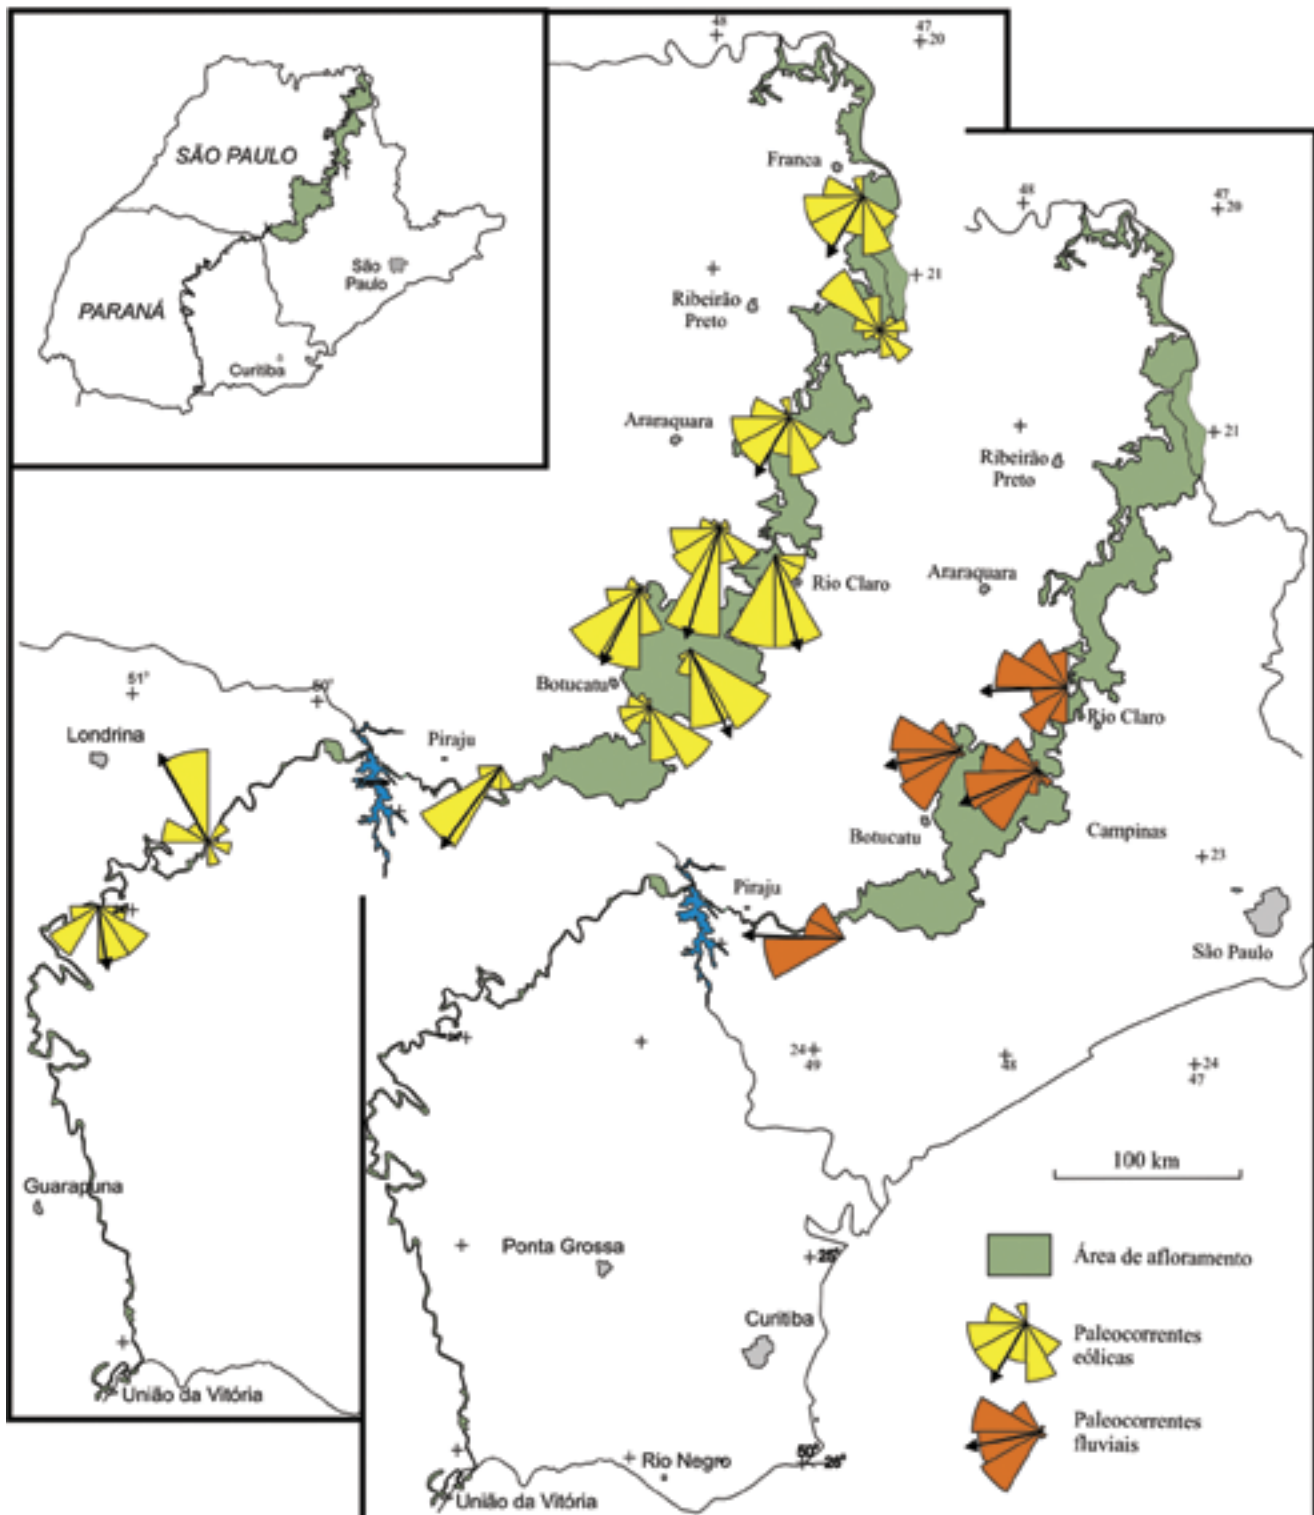 SÃO PAULO
São
Paulo
PARANÁ
Curitiba
48
47
20
Franca
21
Ribeirão
Preto
Araraquara
Rio Claro
Botucatu
51°
50°
Londrina
Piraju
Guarapuna
União da Vitória
48
47
20
21
Ribeirão
Preto
Araraquara
Rio Claro
Botucatu
Campinas
23
Piraju
São Paulo
24
49
48
24
47
100 km
Ponta Grossa
25°
Curitiba
Área de afloramento
Paleocorrentes
eólicas
Paleocorrentes
fluviais
Rio Negro
50°
26°
União da Vitória